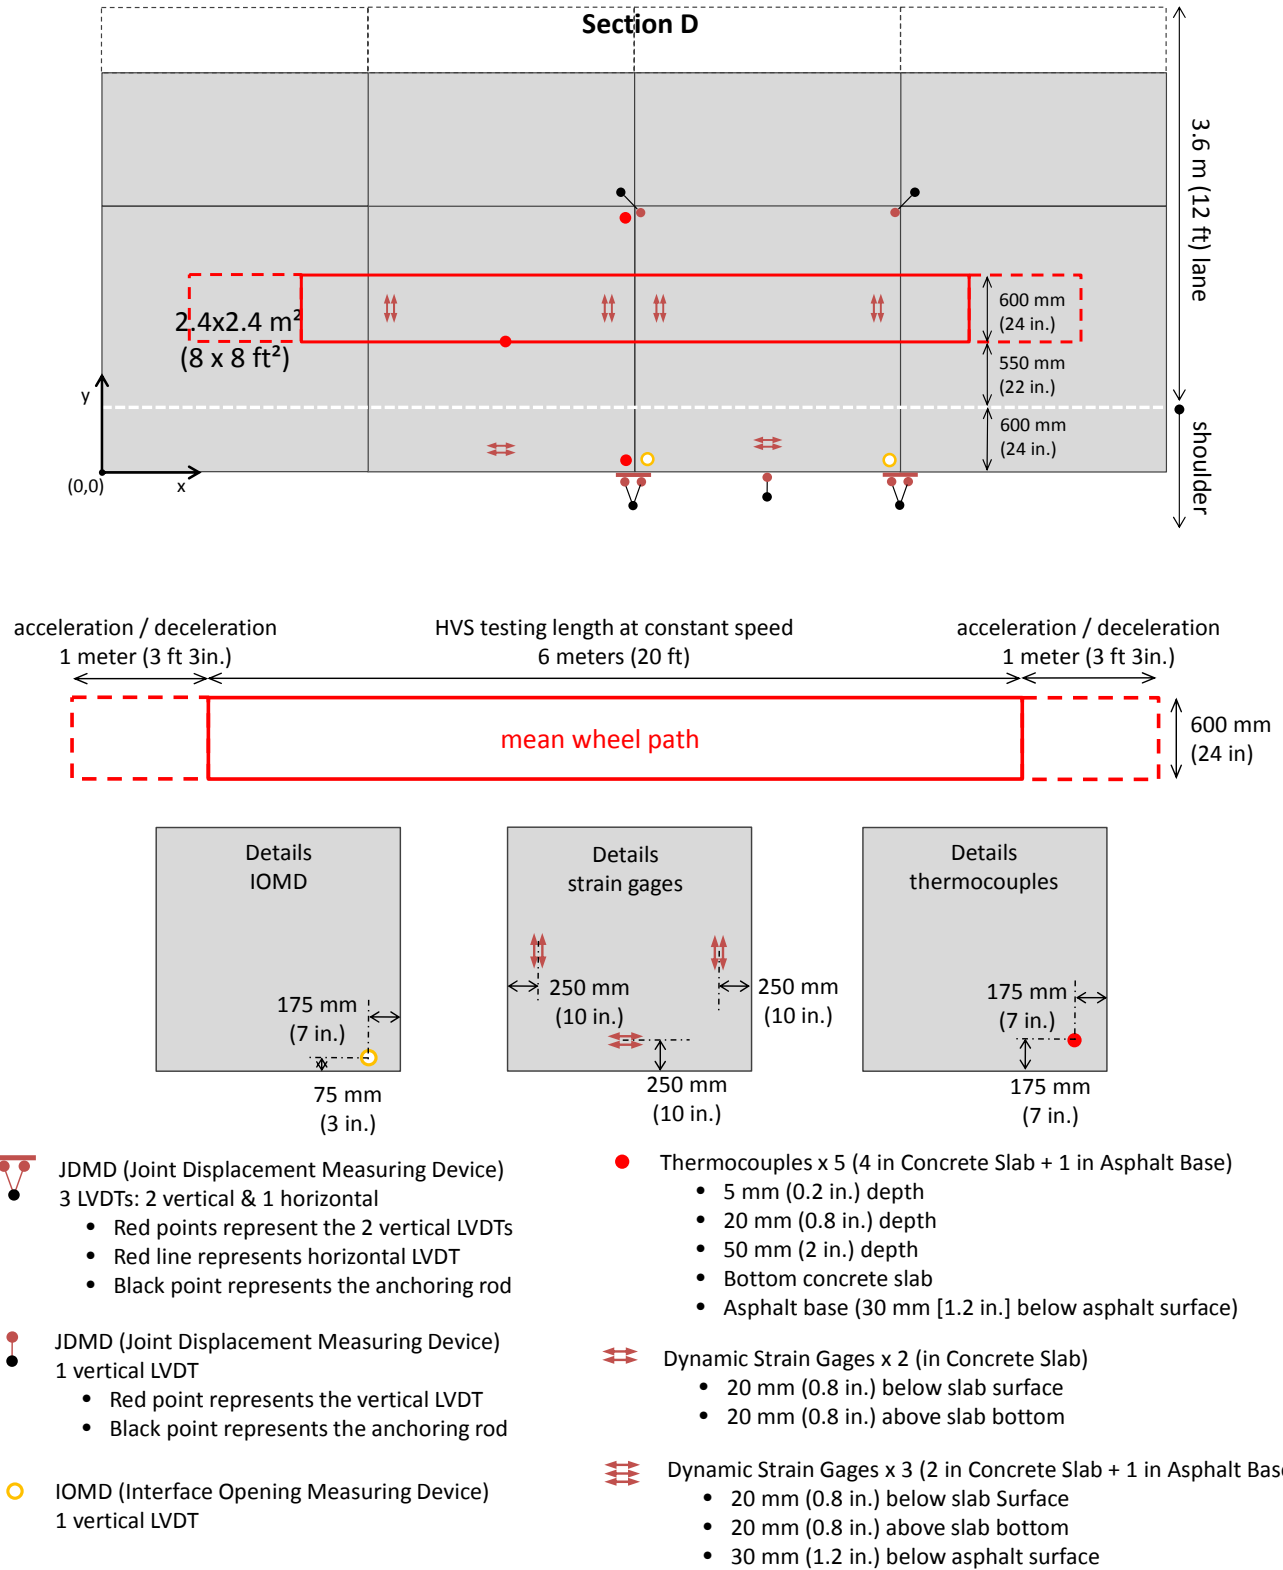 Section D
3.6 m (12 ft) lane
600 mm
(24 in.)
2.4x2.4 m²
(8 x 8 ft²)
550 mm
(22 in.)
y
600 mm
(24 in.)
shoulder
(0,0)
x
acceleration / deceleration
1 meter (3 ft 3in.)
HVS testing length at constant speed
6 meters (20 ft)
acceleration / deceleration
1 meter (3 ft 3in.)
mean wheel path
600 mm
(24 in)
Details
IOMD
175 mm
(7 in.)
75 mm
(3 in.)
Details
strain gages
250 mm
(10 in.)
250 mm
(10 in.)
250 mm
(10 in.)
Details
thermocouples
175 mm
(7 in.)
175 mm
(7 in.)
JDMD (Joint Displacement Measuring Device)
3 LVDTs: 2 vertical & 1 horizontal
• Red points represent the 2 vertical LVDTs
• Red line represents horizontal LVDT
• Black point represents the anchoring rod
JDMD (Joint Displacement Measuring Device)
1 vertical LVDT
• Red point represents the vertical LVDT
• Black point represents the anchoring rod
IOMD (Interface Opening Measuring Device)
1 vertical LVDT
Thermocouples x 5 (4 in Concrete Slab + 1 in Asphalt Base)
• 5 mm (0.2 in.) depth
• 20 mm (0.8 in.) depth
• 50 mm (2 in.) depth
• Bottom concrete slab
• Asphalt base (30 mm [1.2 in.] below asphalt surface)
Dynamic Strain Gages x 2 (in Concrete Slab)
• 20 mm (0.8 in.) below slab surface
• 20 mm (0.8 in.) above slab bottom
Dynamic Strain Gages x 3 (2 in Concrete Slab + 1 in Asphalt Base
• 20 mm (0.8 in.) below slab Surface
• 20 mm (0.8 in.) above slab bottom
• 30 mm (1.2 in.) below asphalt surface